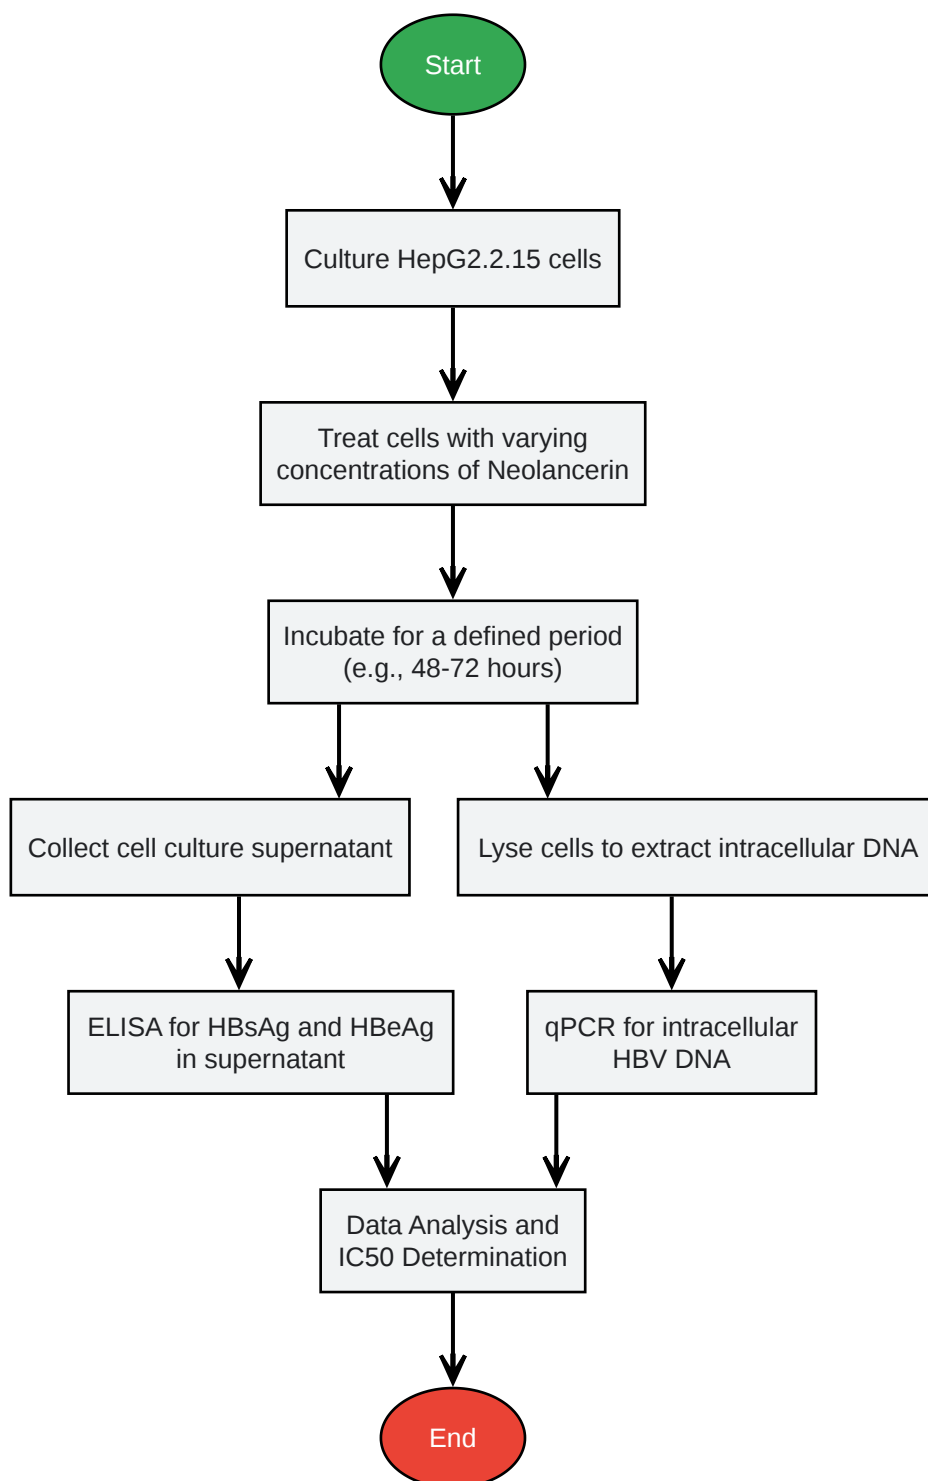 Start
Culture HepG2.2.15 cells
Treat cells with varying
concentrations of Neolancerin
Incubate for a defined period
(e.g., 48-72 hours)
Collect cell culture supernatant
Lyse cells to extract intracellular DNA
ELISA for HBsAg and HBeAg
in supernatant
qPCR for intracellular
HBV DNA
Data Analysis and
IC50 Determination
End